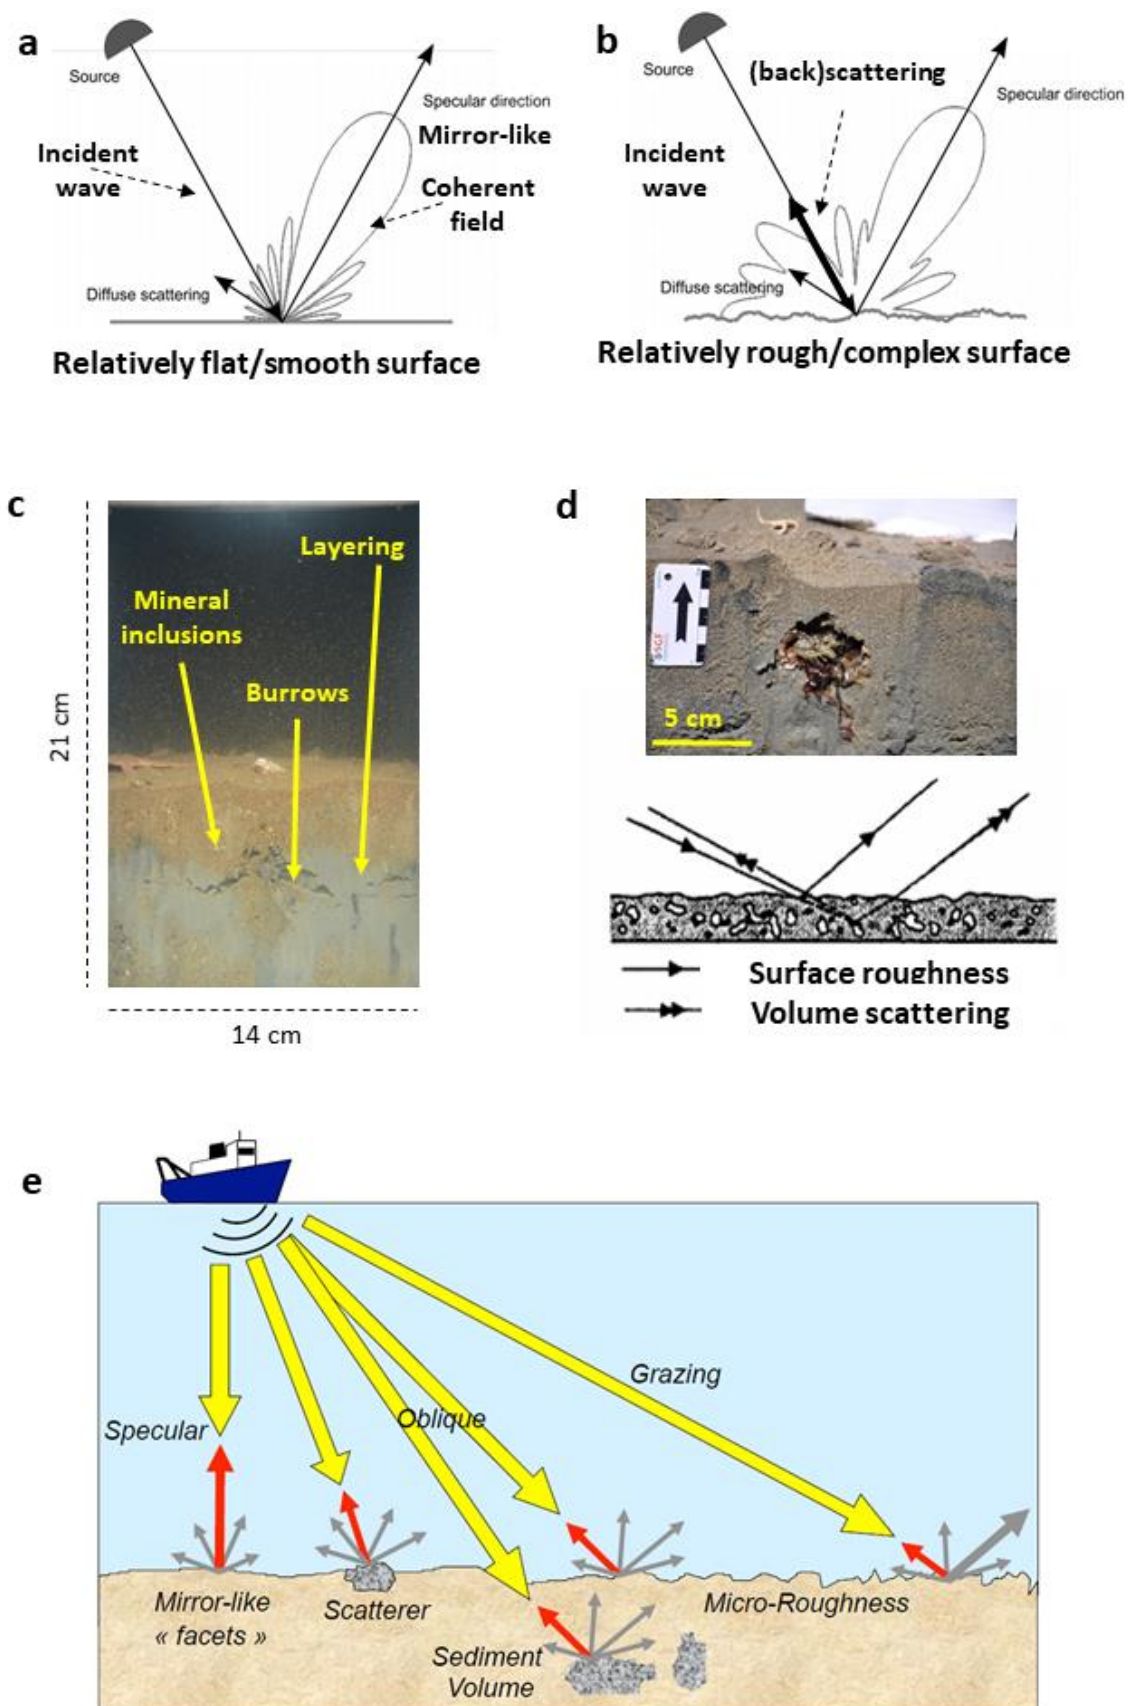 a
Source
Specular direction
Mirror-like
Incident
wave
Coherent
field
Diffuse scattering
Relatively flat/smooth surface
b
Source
(back)scattering
Specular direction
Incident
wave
Diffuse scattering
Relatively rough/complex surface
c
Layering
Mineral
inclusions
Burrows
21 cm
14 cm
d
5 cm
Surface roughness
Volume scattering
e
Specular
Oblique
Grazing
Mirror-like
« facets »
Scatterer
Micro-Roughness
Sediment
Volume